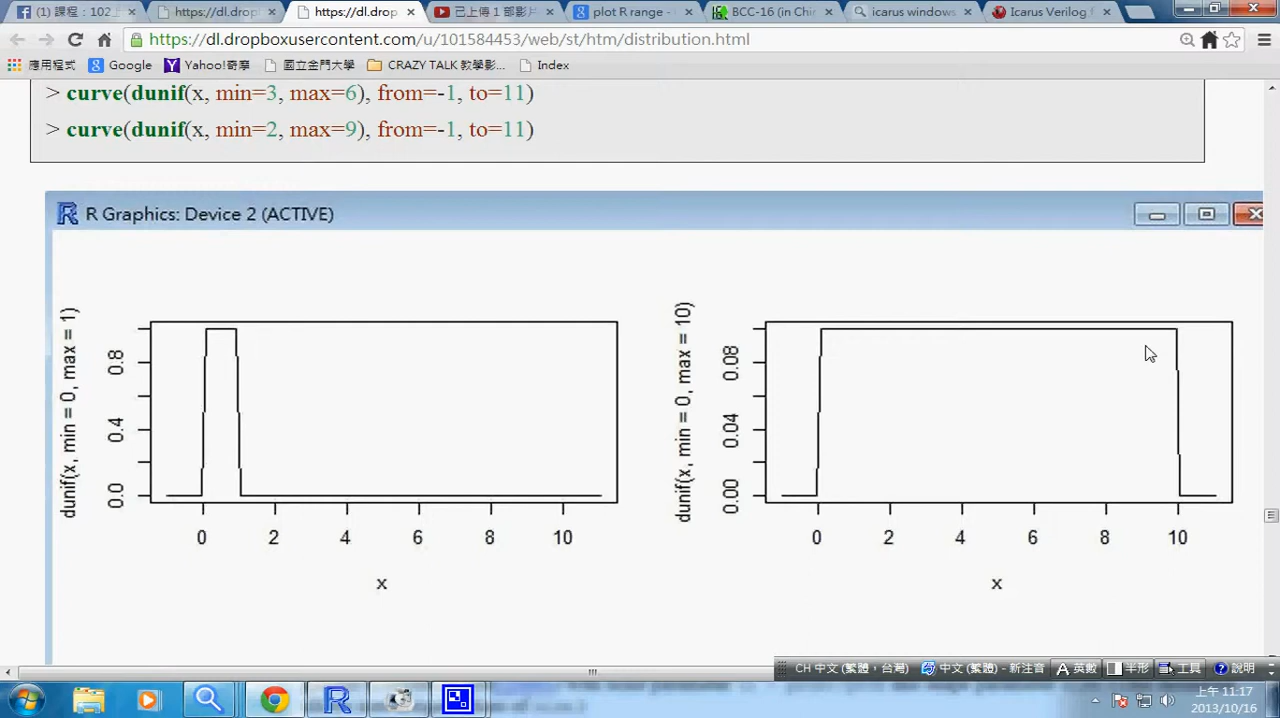 (1) 課程：102_
https://dl.dropb
https://dl.dropb
已上傳 1 部影片
plot R range -
BCC-16 (in Chin
icarus windows
Icarus Verilog f
https://dl.dropboxusercontent.com/u/101584453/web/st/htm/distribution.html
應用程式
Google
Yahoo!奇摩
國立金門大學
CRAZY TALK 教學影...
Index
> curve(dunif(x, min=3, max=6), from=-1, to=11)
> curve(dunif(x, min=2, max=9), from=-1, to=11)
R Graphics: Device 2 (ACTIVE)
dunif(x, min = 0, max = 1)
0.8
0.4
0.0
0 2 4 6 8 10
x
dunif(x, min = 0, max = 10)
0.08
0.04
0.00
0 2 4 6 8 10
x
CH 中文 (繁體，台灣) 中文 (繁體) - 新注音 英數 半形 工具 說明
上午 11:17
2013/10/16